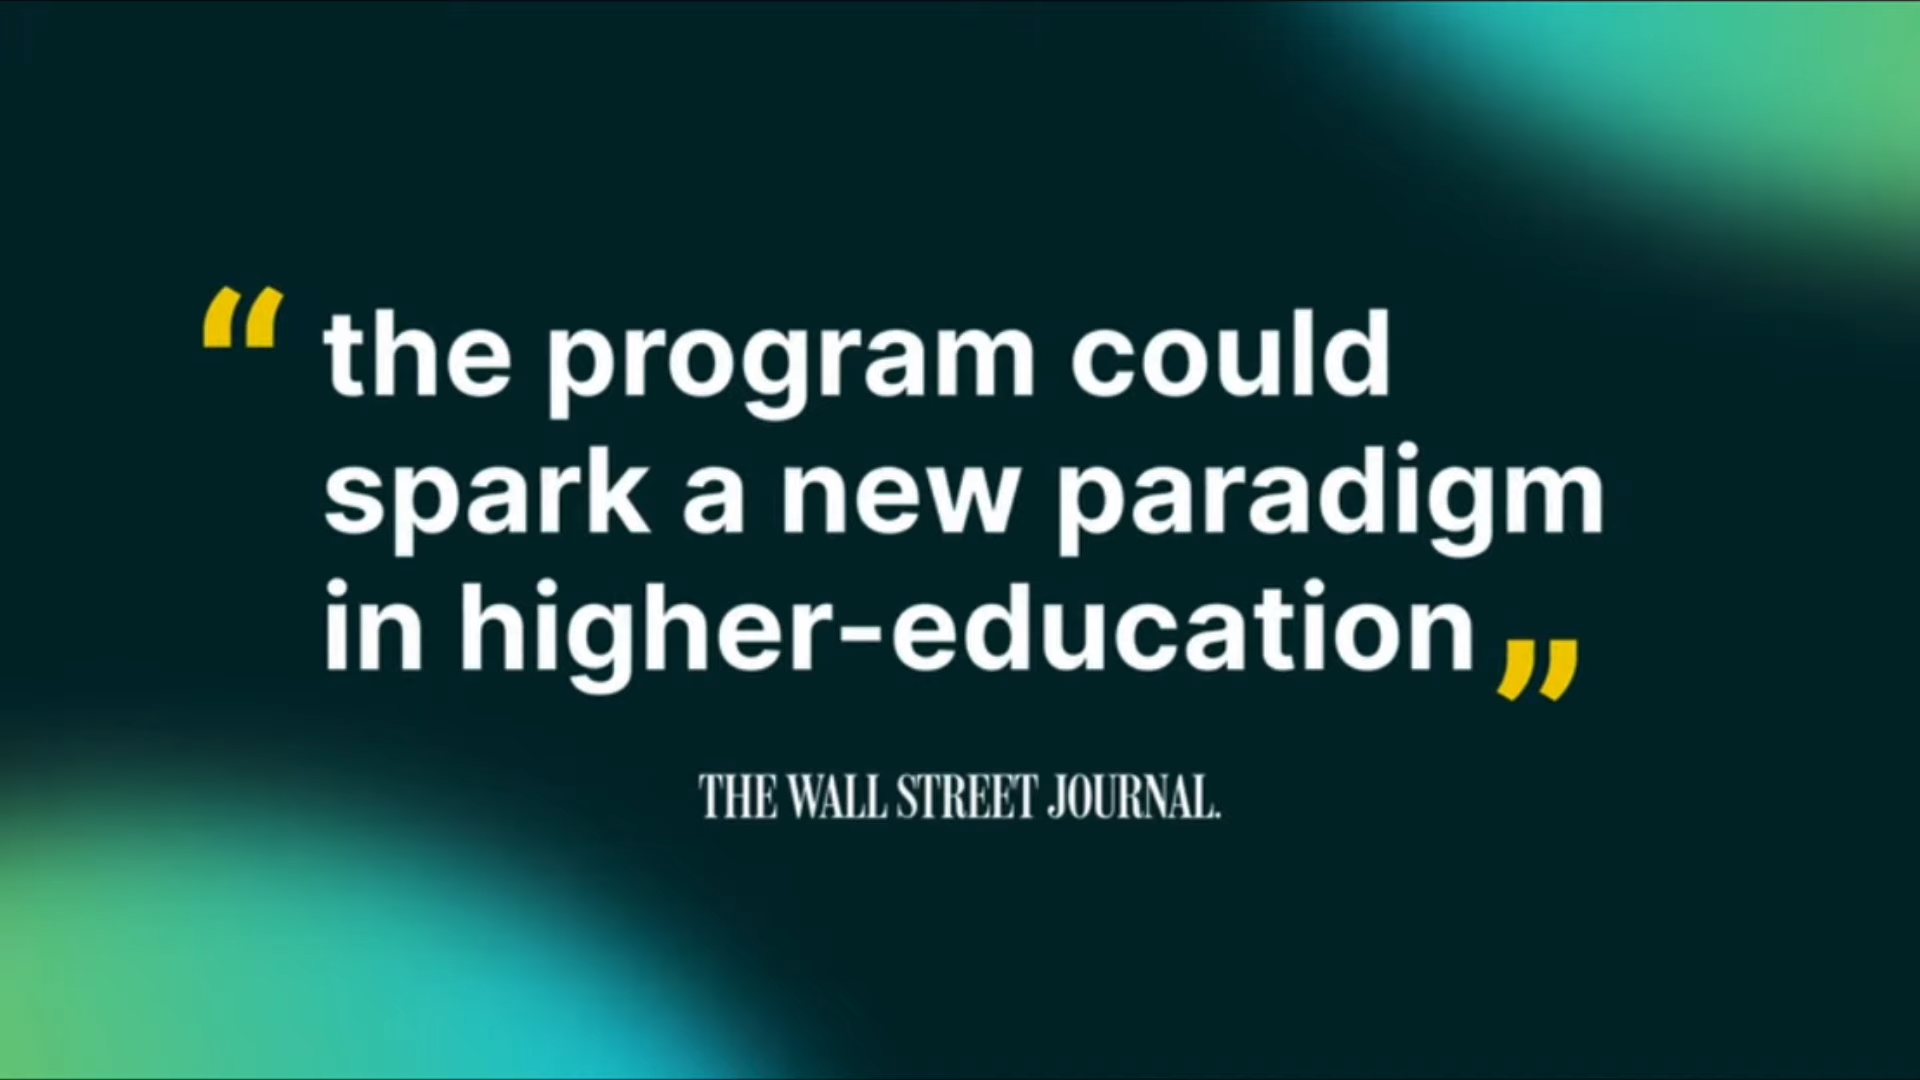 “ the program could
spark a new paradigm
in higher-education ”
THE WALL STREET JOURNAL.